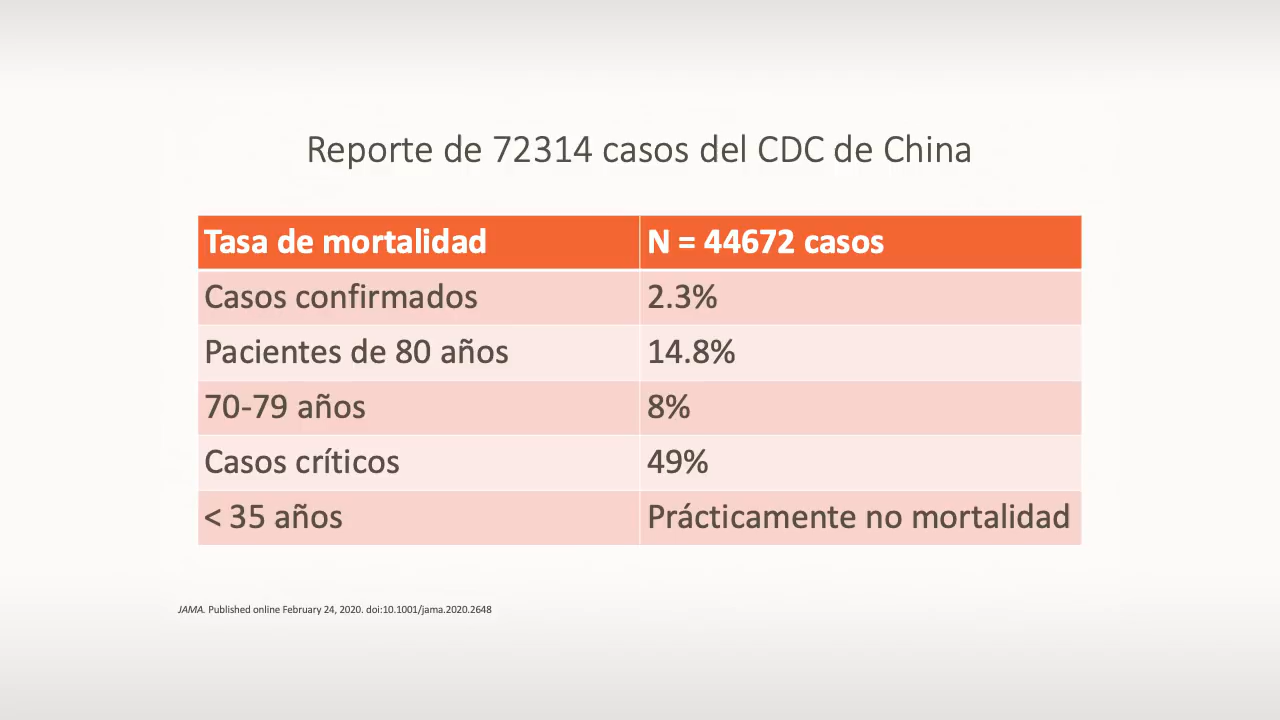 Reporte de 72314 casos del CDC de China
Tasa de mortalidad N = 44672 casos
Casos confirmados 2.3%
Pacientes de 80 años 14.8%
70-79 años 8%
Casos críticos 49%
< 35 años Prácticamente no mortalidad
JAMA. Published online February 24, 2020. doi:10.1001/jama.2020.2648